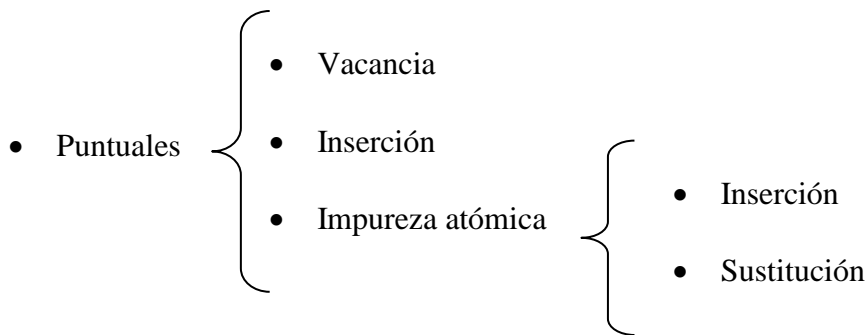 • Puntuales
• Vacancia
• Inserción
• Impureza atómica
• Inserción
• Sustitución